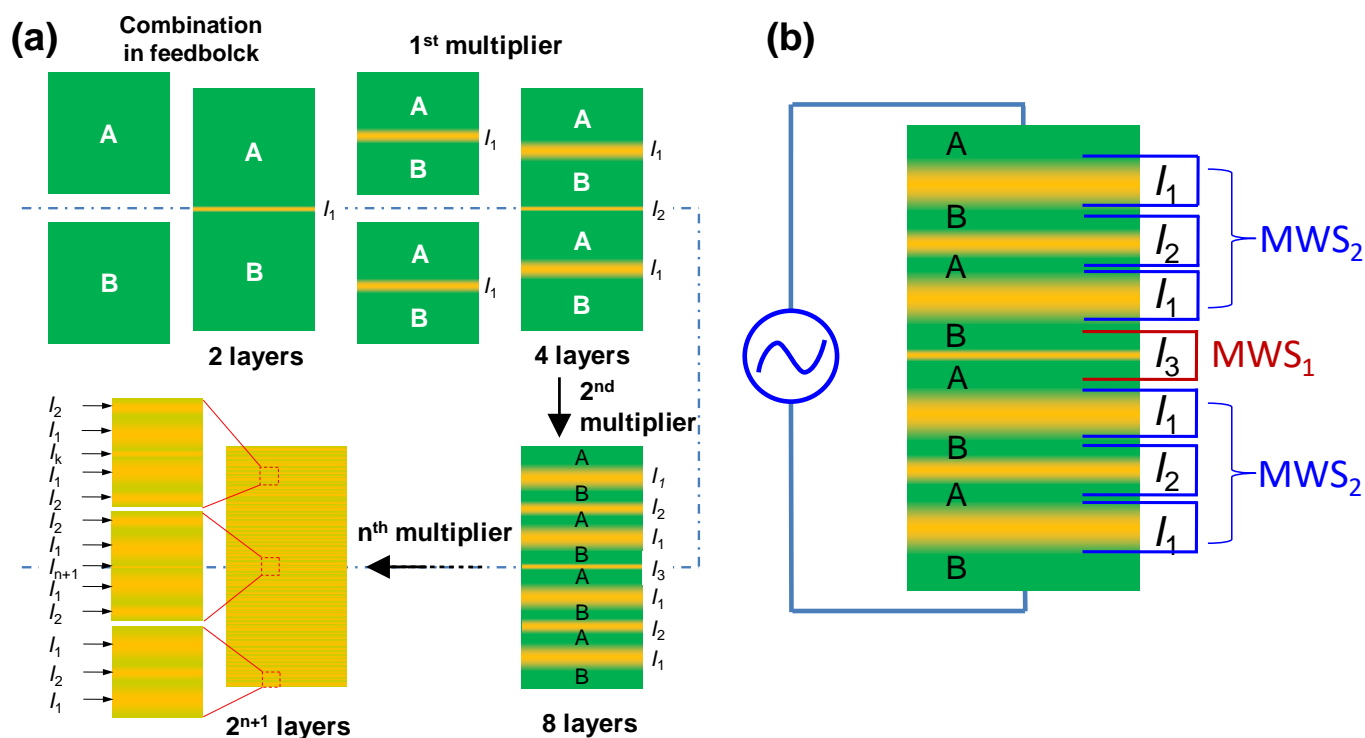 (a)
Combination
in feedbolck
1st multiplier
A
B
A
B
l1
2 layers
A
B
l1
A
B
l1
A
B
l2
A
B
l1
l1
4 layers
2nd
multiplier
A
B
A
B
A
B
A
B
l1
l2
l1
l3
l1
l2
l1
8 layers
nth multiplier
l2
l1
lk
l1
l2
l2
l1
ln+1
l1
l2
l1
l2
l1
2n+1 layers
(b)
A
B
A
B
A
B
A
B
l1
l2
l1
l3
l1
l2
l1
MWS2
MWS1
MWS2